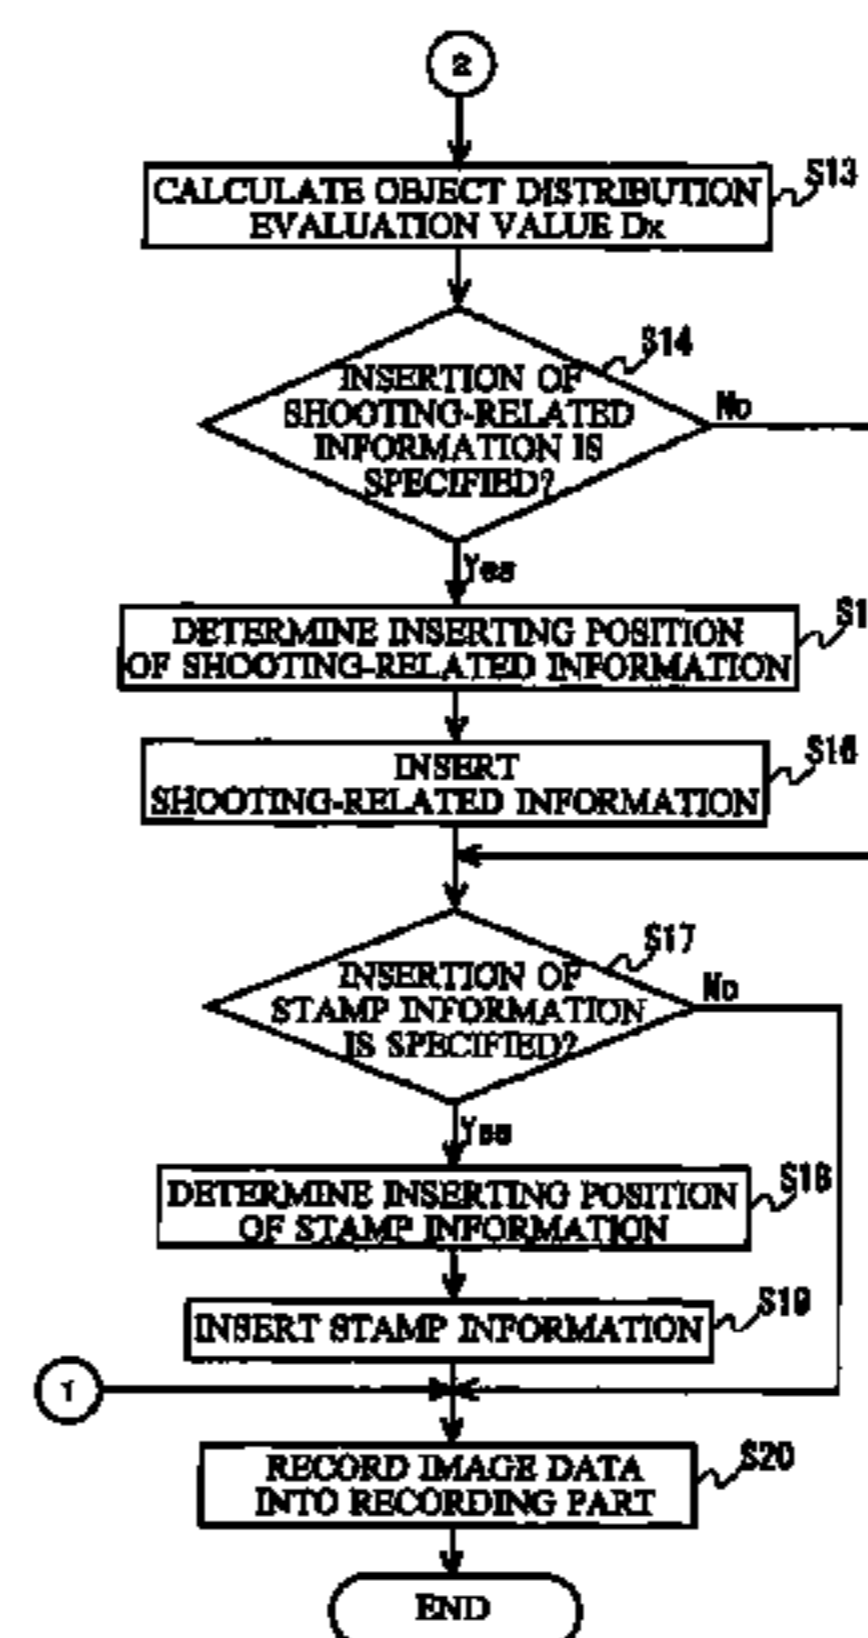 2
CALCULATE OBJECT DISTRIBUTION
EVALUATION VALUE Dx
S13
INSERTION OF
SHOOTING-RELATED
INFORMATION IS
SPECIFIED?
S14
No
Yes
DETERMINE INSERTING POSITION
OF SHOOTING-RELATED INFORMATION
S1
INSERT
SHOOTING-RELATED INFORMATION
S16
INSERTION OF
STAMP INFORMATION
IS SPECIFIED?
S17
No
Yes
DETERMINE INSERTING POSITION
OF STAMP INFORMATION
S18
INSERT STAMP INFORMATION
S19
1
RECORD IMAGE DATA
INTO RECORDING PART
S20
END